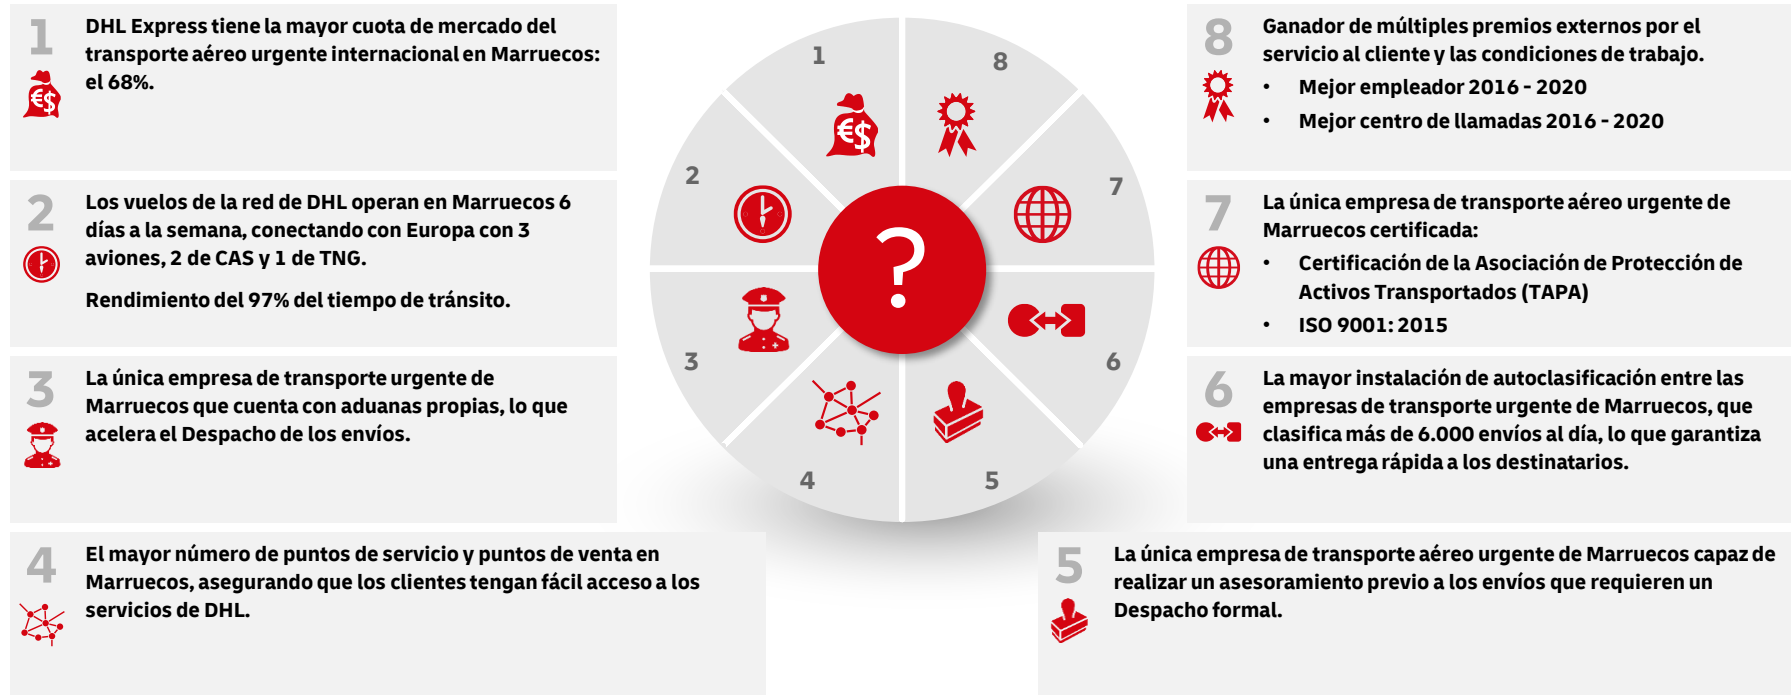 1
DHL Express tiene la mayor cuota de mercado del
transporte aéreo urgente internacional en Marruecos:
el 68%.
€$
2
Los vuelos de la red de DHL operan en Marruecos 6
días a la semana, conectando con Europa con 3
aviones, 2 de CAS y 1 de TNG.
Rendimiento del 97% del tiempo de tránsito.
3
La única empresa de transporte urgente de
Marruecos que cuenta con aduanas propias, lo que
acelera el Despacho de los envíos.
4
El mayor número de puntos de servicio y puntos de venta en
Marruecos, asegurando que los clientes tengan fácil acceso a los
servicios de DHL.
1
8
€$
2
7
?
3
6
4
5
8
Ganador de múltiples premios externos por el
servicio al cliente y las condiciones de trabajo.
• Mejor empleador 2016 - 2020
• Mejor centro de llamadas 2016 - 2020
7
La única empresa de transporte aéreo urgente de
Marruecos certificada:
• Certificación de la Asociación de Protección de
Activos Transportados (TAPA)
• ISO 9001: 2015
6
La mayor instalación de autoclasificación entre las
empresas de transporte urgente de Marruecos, que
clasifica más de 6.000 envíos al día, lo que garantiza
una entrega rápida a los destinatarios.
5
La única empresa de transporte aéreo urgente de Marruecos capaz de
realizar un asesoramiento previo a los envíos que requieren un
Despacho formal.